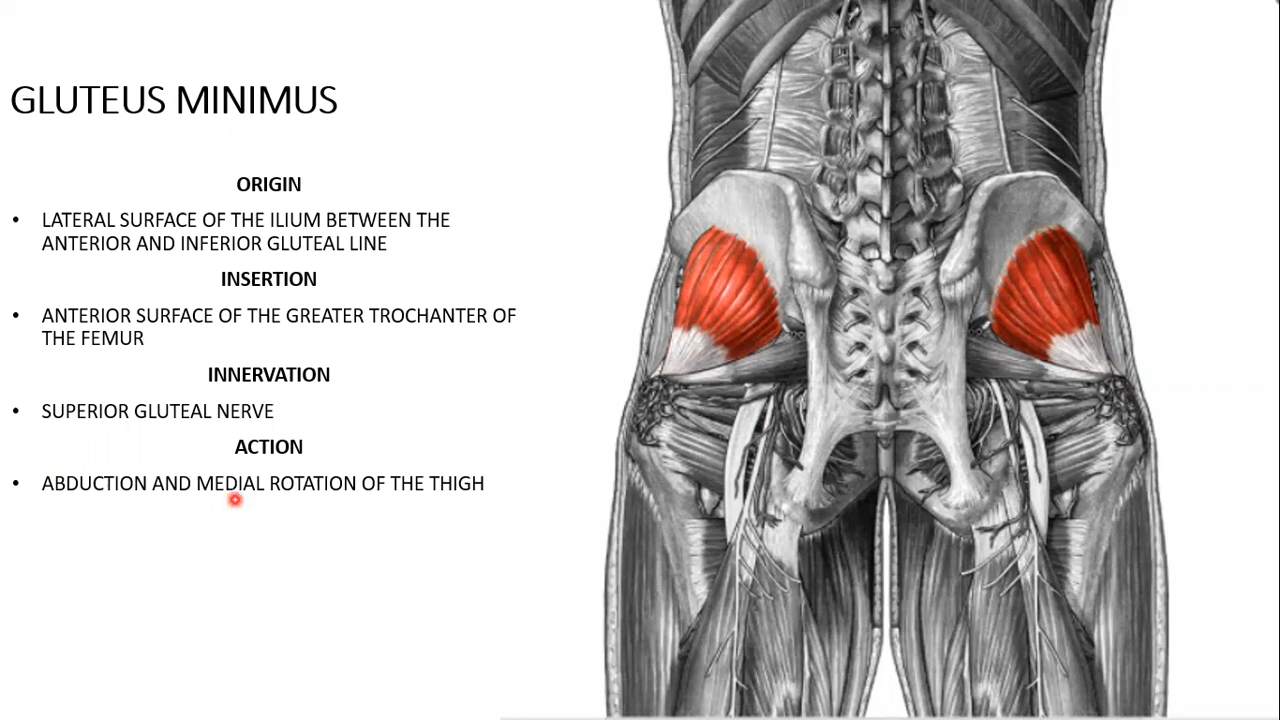 GLUTEUS MINIMUS
ORIGIN
• LATERAL SURFACE OF THE ILIUM BETWEEN THE
ANTERIOR AND INFERIOR GLUTEAL LINE
INSERTION
• ANTERIOR SURFACE OF THE GREATER TROCHANTER OF
THE FEMUR
INNERVATION
• SUPERIOR GLUTEAL NERVE
ACTION
• ABDUCTION AND MEDIAL ROTATION OF THE THIGH